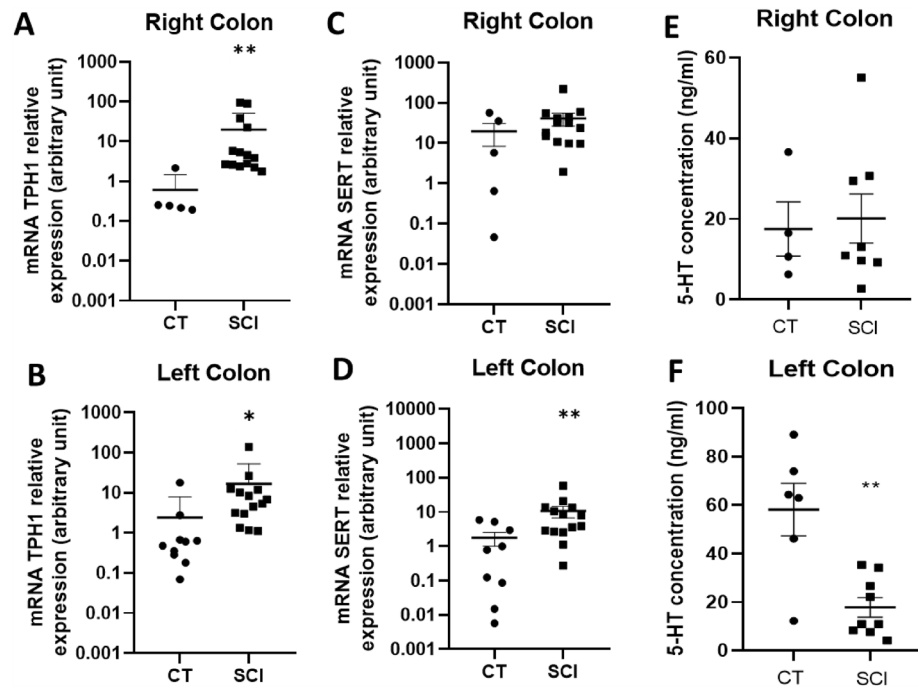 A
Right Colon
**
mRNA TPH1 relative
expression (arbitrary unit)
1000
100
10
1
0.1
0.01
0.001
CT
SCI
C
Right Colon
mRNA SERT relative
expression (arbitrary unit)
1000
100
10
1
0.1
0.01
0.001
CT
SCI
E
Right Colon
5-HT concentration (ng/ml)
60
40
20
0
CT
SCI
B
Left Colon
*
mRNA TPH1 relative
expression (arbitrary unit)
1000
100
10
1
0.1
0.01
0.001
CT
SCI
D
Left Colon
**
mRNA SERT relative
expression (arbitrary unit)
10000
1000
100
10
1
0.1
0.01
0.001
CT
SCI
F
Left Colon
**
5-HT concentration (ng/ml)
100
80
60
40
20
0
CT
SCI